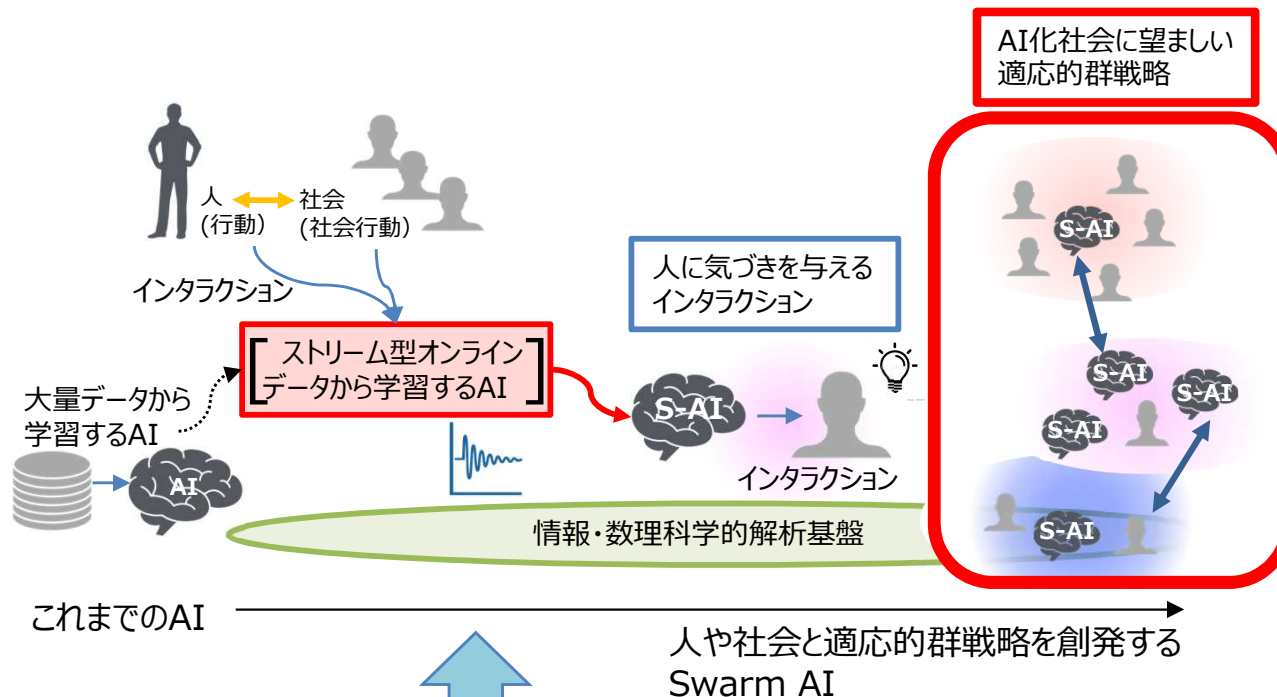 AI化社会に望ましい
適応的群戦略
人
(行動)
社会
(社会行動)
インタラクション
人に気づきを与える
インタラクション
ストリーム型オンライン
データから学習するAI
大量データから
学習するAI
AI
S-AI
インタラクション
S-AI
S-AI
S-AI
S-AI
S-AI
情報・数理科学的解析基盤
これまでのAI
人や社会と適応的群戦略を創発する
Swarm AI